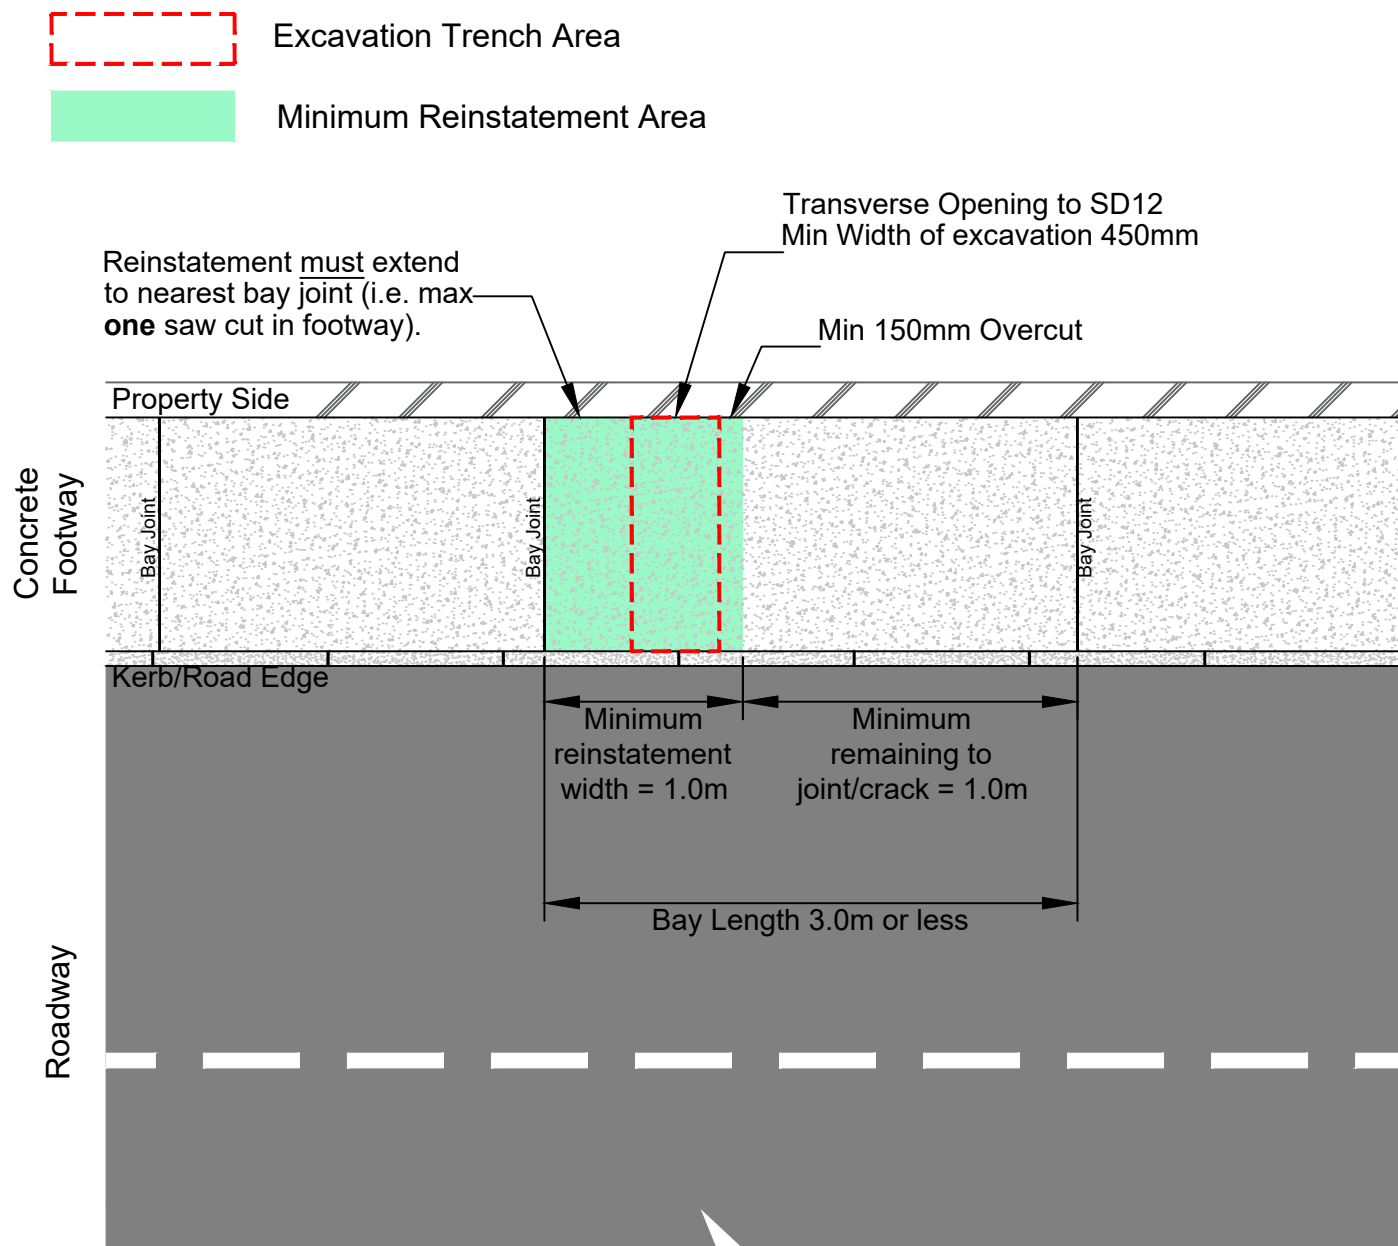 Excavation Trench Area
Minimum Reinstatement Area
Transverse Opening to SD12
Min Width of excavation 450mm
Reinstatement must extend
to nearest bay joint (i.e. max
one saw cut in footway).
Min 150mm Overcut
Property Side
Concrete
Footway
Bay Joint
Bay Joint
Bay Joint
Kerb/Road Edge
Minimum
reinstatement
width = 1.0m
Minimum
remaining to
joint/crack = 1.0m
Bay Length 3.0m or less
Roadway